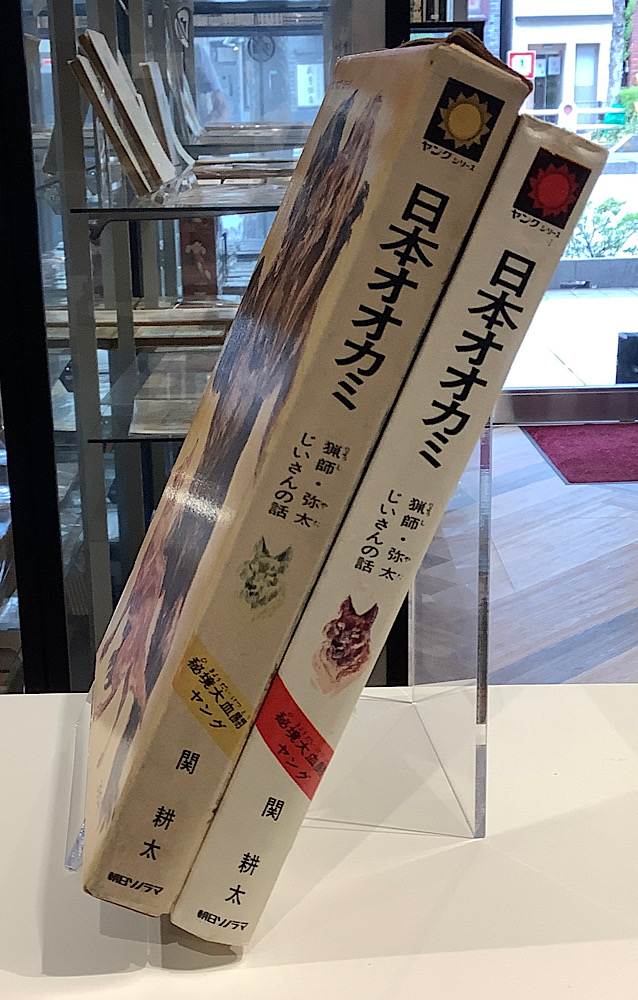 ヤングシリーズ
日本オオカミ
猟師・弥太
じいさんの話
秘境大血闘
ヤング
関 耕太
朝日ソノラマ
ヤングシリーズ
日本オオカミ
猟師・弥太
じいさんの話
秘境大血闘
ヤング
関 耕太
朝日ソノラマ